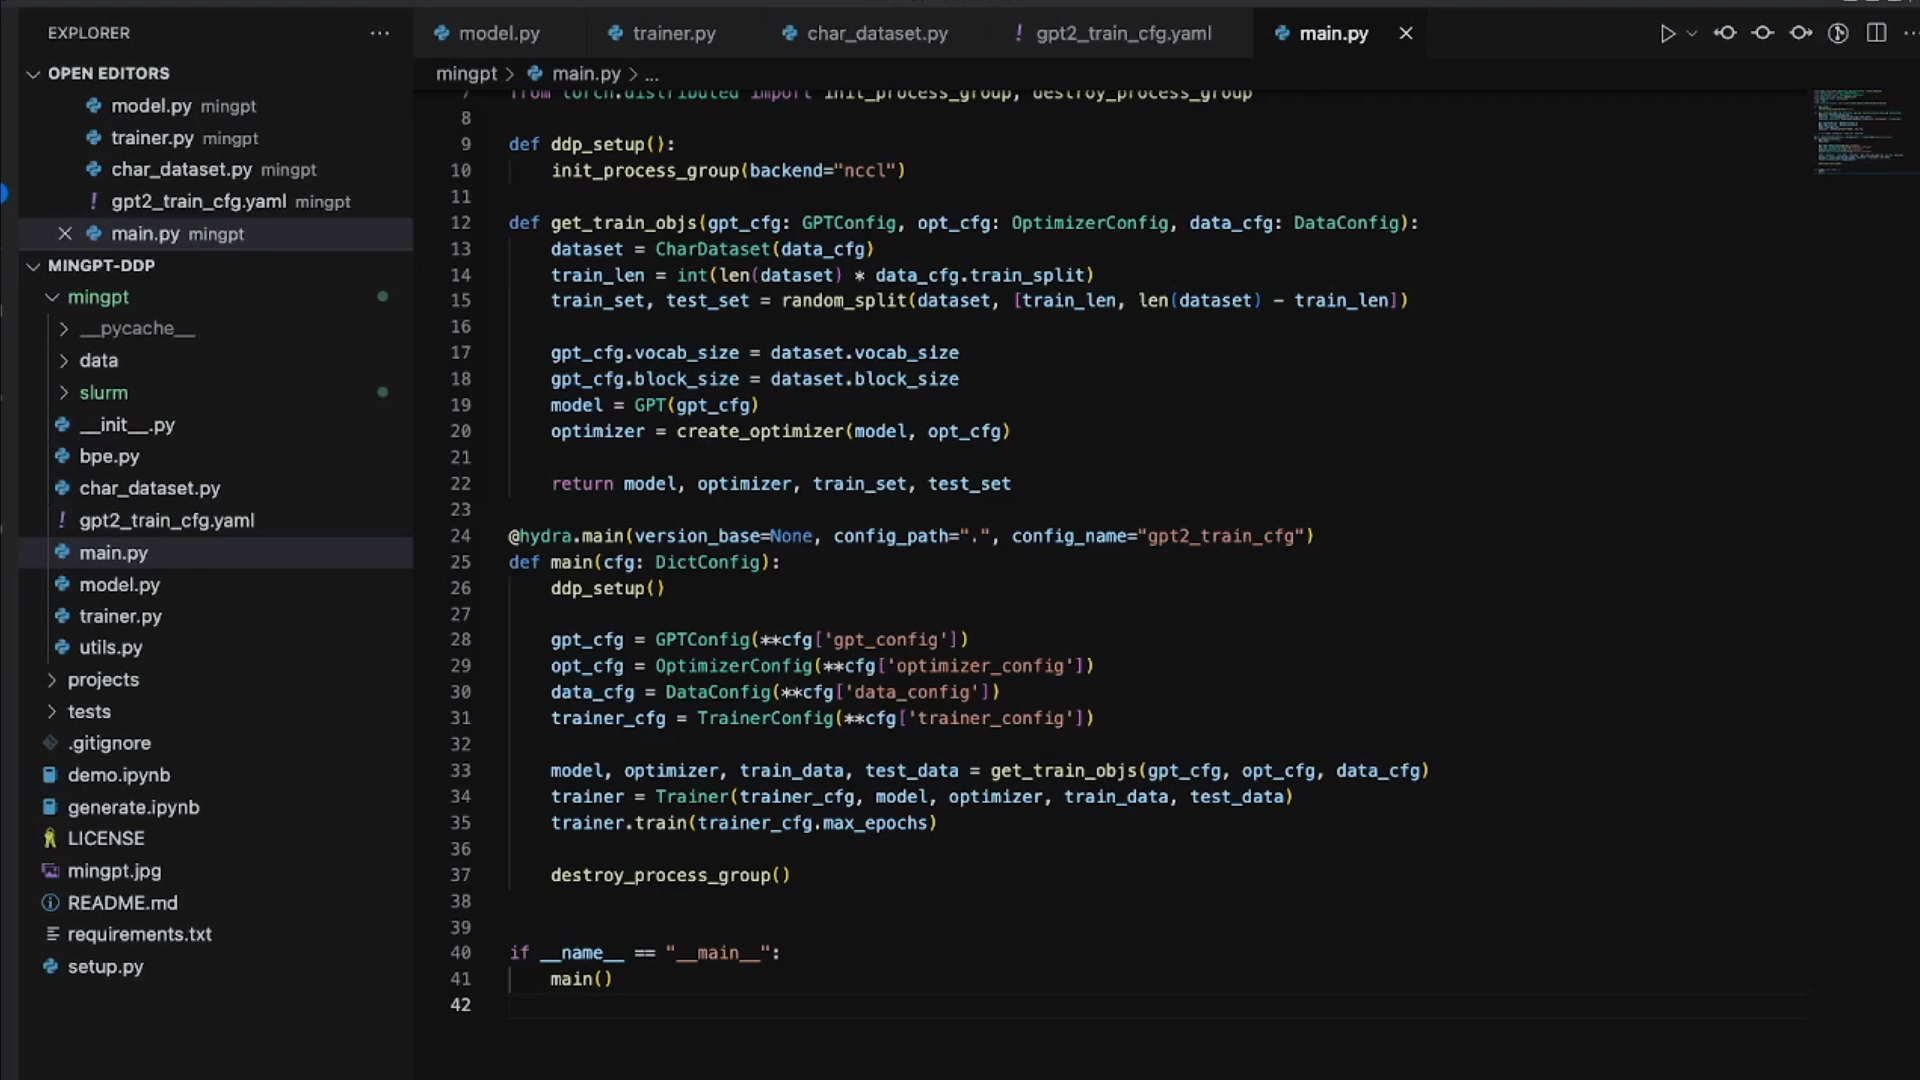 EXPLORER
OPEN EDITORS
model.py mingpt
trainer.py mingpt
char_dataset.py mingpt
! gpt2_train_cfg.yaml mingpt
main.py mingpt
MINGPT-DDP
mingpt
__pycache__
data
slurm
__init__.py
bpe.py
char_dataset.py
! gpt2_train_cfg.yaml
main.py
model.py
trainer.py
utils.py
projects
tests
.gitignore
demo.ipynb
generate.ipynb
LICENSE
mingpt.jpg
README.md
requirements.txt
setup.py
model.py trainer.py char_dataset.py ! gpt2_train_cfg.yaml main.py
mingpt > main.py > ...
7 from torch.distributed import init_process_group, destroy_process_group
8
9 def ddp_setup():
10 init_process_group(backend="nccl")
11
12 def get_train_objs(gpt_cfg: GPTConfig, opt_cfg: OptimizerConfig, data_cfg: DataConfig):
13 dataset = CharDataset(data_cfg)
14 train_len = int(len(dataset) * data_cfg.train_split)
15 train_set, test_set = random_split(dataset, [train_len, len(dataset) - train_len])
16
17 gpt_cfg.vocab_size = dataset.vocab_size
18 gpt_cfg.block_size = dataset.block_size
19 model = GPT(gpt_cfg)
20 optimizer = create_optimizer(model, opt_cfg)
21
22 return model, optimizer, train_set, test_set
23
24 @hydra.main(version_base=None, config_path=".", config_name="gpt2_train_cfg")
25 def main(cfg: DictConfig):
26 ddp_setup()
27
28 gpt_cfg = GPTConfig(**cfg['gpt_config'])
29 opt_cfg = OptimizerConfig(**cfg['optimizer_config'])
30 data_cfg = DataConfig(**cfg['data_config'])
31 trainer_cfg = TrainerConfig(**cfg['trainer_config'])
32
33 model, optimizer, train_data, test_data = get_train_objs(gpt_cfg, opt_cfg, data_cfg)
34 trainer = Trainer(trainer_cfg, model, optimizer, train_data, test_data)
35 trainer.train(trainer_cfg.max_epochs)
36
37 destroy_process_group()
38
39
40 if __name__ == "__main__":
41 main()
42